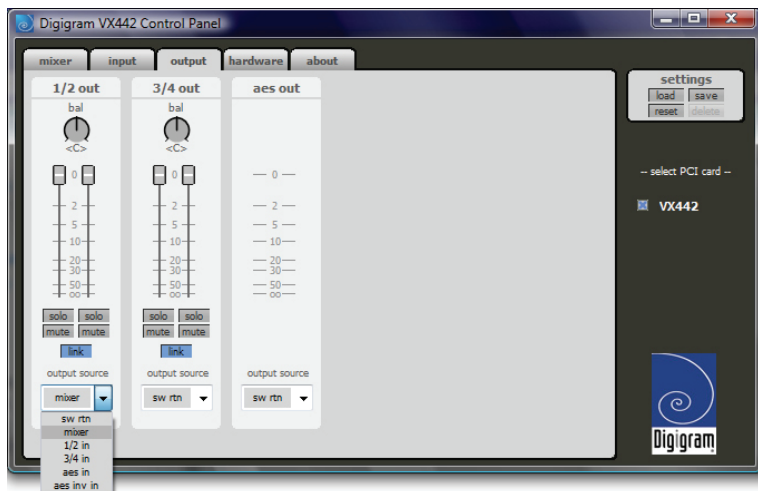 Digigram VX442 Control Panel
mixer input output hardware about
1/2 out 3/4 out aes out
bal bal
<C> <C>
0 0 0
2 2 2
5 5 5
10 10 10
20 20 20
30 30 30
50 50 50
∞ ∞ ∞
solo solo solo solo
mute mute mute mute
link link
output source output source output source
mixer sw rtn sw rtn
sw rtn
mixer
1/2 in
3/4 in
aes in
aes inv in
settings
load save
reset delete
-- select PCI card --
VX442
Digigram